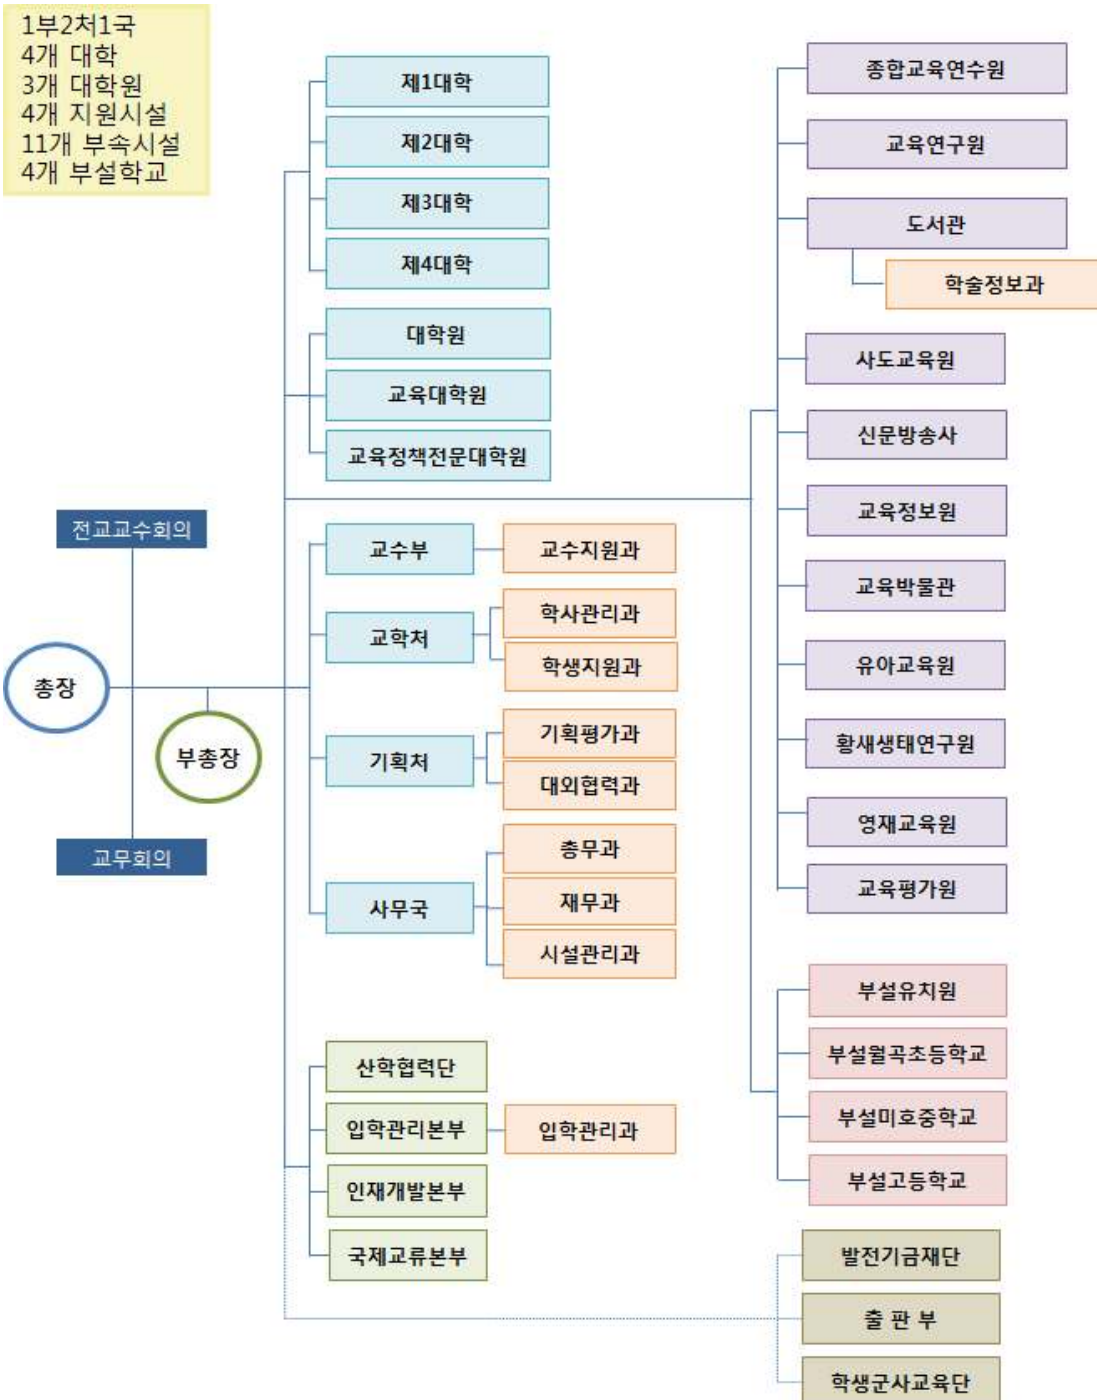 1부2처1국
4개 대학
3개 대학원
4개 지원시설
11개 부속시설
4개 부설학교
제1대학
제2대학
제3대학
제4대학
대학원
교육대학원
교육정책전문대학원
전교교수회의
총장
부총장
교무회의
교수부
교수지원과
교학처
학사관리과
학생지원과
기획처
기획평가과
대외협력과
사무국
총무과
재무과
시설관리과
산학협력단
입학관리본부
입학관리과
인재개발본부
국제교류본부
종합교육연수원
교육연구원
도서관
학술정보과
사도교육원
신문방송사
교육정보원
교육박물관
유아교육원
황새생태연구원
영재교육원
교육평가원
부설유치원
부설월곡초등학교
부설미호중학교
부설고등학교
발전기금재단
출 판 부
학생군사교육단